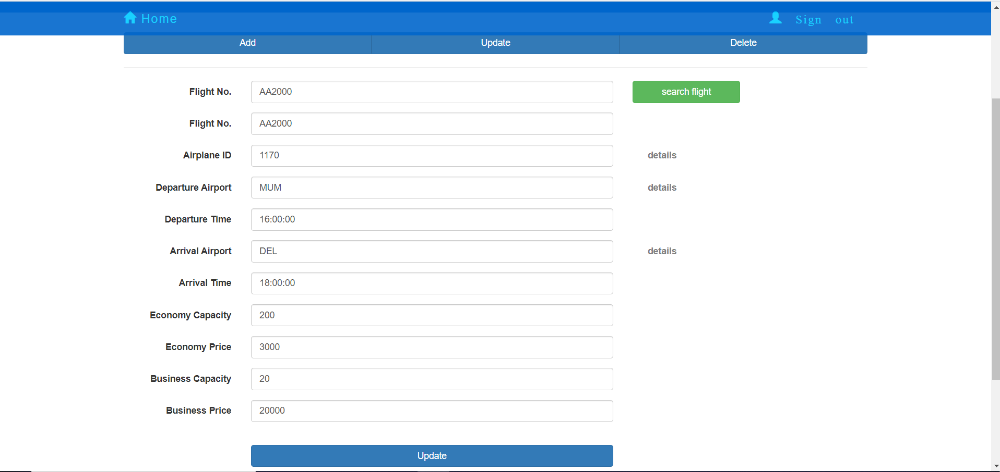 Home Sign out
Add Update Delete
Flight No. AA2000 search flight
Flight No. AA2000
Airplane ID 1170 details
Departure Airport MUM details
Departure Time 16:00:00
Arrival Airport DEL details
Arrival Time 18:00:00
Economy Capacity 200
Economy Price 3000
Business Capacity 20
Business Price 20000
Update